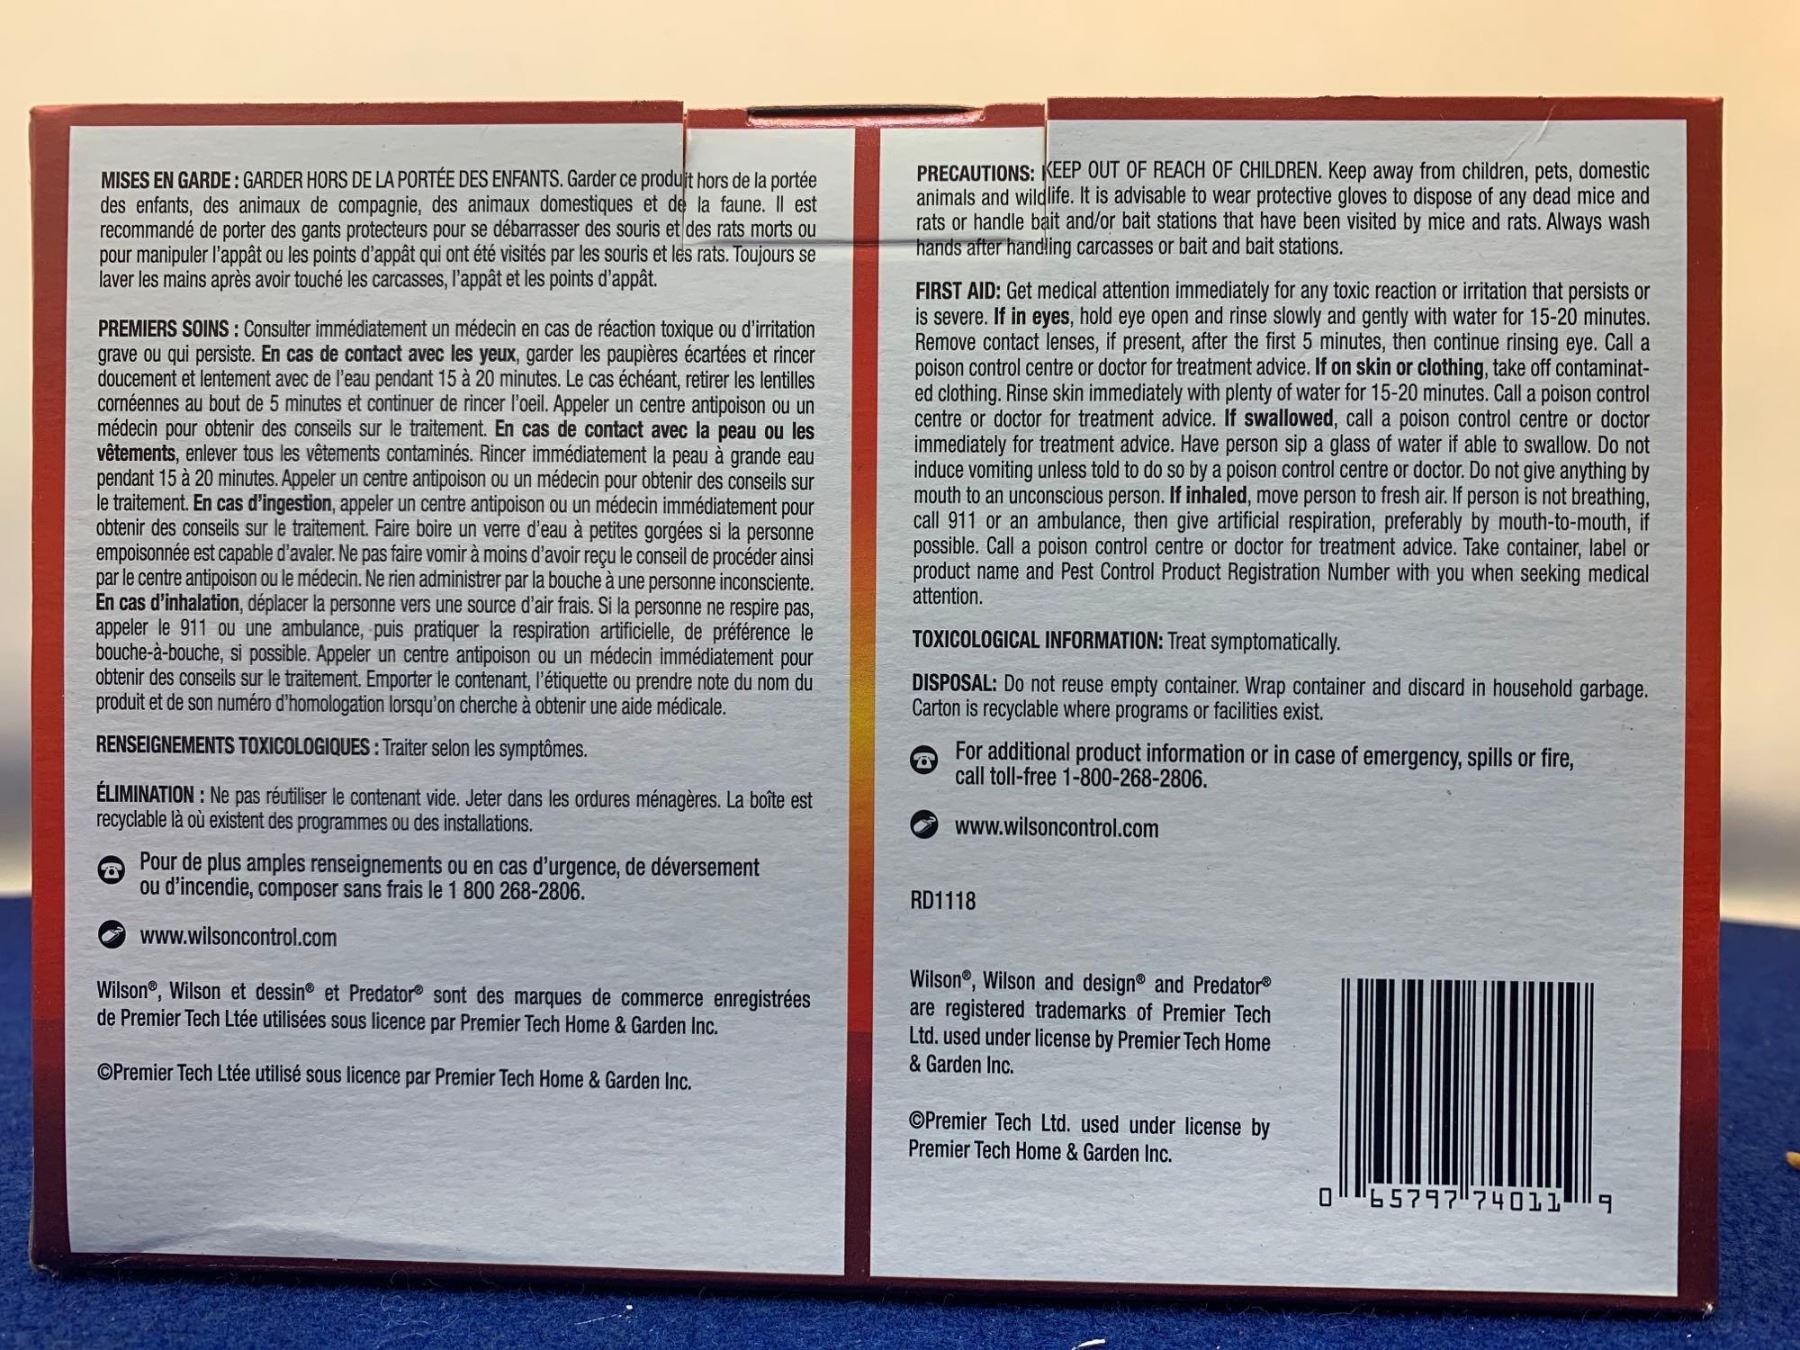 MISES EN GARDE : GARDER HORS DE LA PORTÉE DES ENFANTS. Garder ce produit hors de la portée
des enfants, des animaux de compagnie, des animaux domestiques et de la faune. Il est
recommandé de porter des gants protecteurs pour se débarrasser des souris et des rats morts ou
pour manipuler l'appât ou les points d'appât qui ont été visités par les souris et les rats. Toujours se
laver les mains après avoir touché les carcasses, l'appât et les points d'appât.
PREMIERS SOINS : Consulter immédiatement un médecin en cas de réaction toxique ou d'irritation
grave ou qui persiste. En cas de contact avec les yeux, garder les paupières écartées et rincer
doucement et lentement avec de l'eau pendant 15 à 20 minutes. Le cas échéant, retirer les lentilles
cornéennes au bout de 5 minutes et continuer de rincer l'oeil. Appeler un centre antipoison ou un
médecin pour obtenir des conseils sur le traitement. En cas de contact avec la peau ou les
vêtements, enlever tous les vêtements contaminés. Rincer immédiatement la peau à grande eau
pendant 15 à 20 minutes. Appeler un centre antipoison ou un médecin pour obtenir des conseils sur
le traitement. En cas d'ingestion, appeler un centre antipoison ou un médecin immédiatement pour
obtenir des conseils sur le traitement. Faire boire un verre d'eau à petites gorgées si la personne
empoisonnée est capable d'avaler. Ne pas faire vomir à moins d'avoir reçu le conseil de procéder ainsi
par le centre antipoison ou le médecin. Ne rien administrer par la bouche à une personne inconsciente.
En cas d'inhalation, déplacer la personne vers une source d'air frais. Si la personne ne respire pas,
appeler le 911 ou une ambulance, puis pratiquer la respiration artificielle, de préférence le
bouche-à-bouche, si possible. Appeler un centre antipoison ou un médecin immédiatement pour
obtenir des conseils sur le traitement. Emporter le contenant, l'étiquette ou prendre note du nom du
produit et de son numéro d'homologation lorsqu'on cherche à obtenir une aide médicale.
RENSEIGNEMENTS TOXICOLOGIQUES : Traiter selon les symptômes.
ÉLIMINATION : Ne pas réutiliser le contenant vide. Jeter dans les ordures ménagères. La boîte est
recyclable là où existent des programmes ou des installations.
Pour de plus amples renseignements ou en cas d'urgence, de déversement
ou d'incendie, composer sans frais le 1 800 268-2806.
www.wilsoncontrol.com
Wilson®, Wilson et dessin® et Predator® sont des marques de commerce enregistrées
de Premier Tech Ltée utilisées sous licence par Premier Tech Home & Garden Inc.
©Premier Tech Ltée utilisé sous licence par Premier Tech Home & Garden Inc.
PRECAUTIONS: KEEP OUT OF REACH OF CHILDREN. Keep away from children, pets, domestic
animals and wildlife. It is advisable to wear protective gloves to dispose of any dead mice and
rats or handle bait and/or bait stations that have been visited by mice and rats. Always wash
hands after handling carcasses or bait and bait stations.
FIRST AID: Get medical attention immediately for any toxic reaction or irritation that persists or
is severe. If in eyes, hold eye open and rinse slowly and gently with water for 15-20 minutes.
Remove contact lenses, if present, after the first 5 minutes, then continue rinsing eye. Call a
poison control centre or doctor for treatment advice. If on skin or clothing, take off contaminat-
ed clothing. Rinse skin immediately with plenty of water for 15-20 minutes. Call a poison control
centre or doctor for treatment advice. If swallowed, call a poison control centre or doctor
immediately for treatment advice. Have person sip a glass of water if able to swallow. Do not
induce vomiting unless told to do so by a poison control centre or doctor. Do not give anything by
mouth to an unconscious person. If inhaled, move person to fresh air. If person is not breathing,
call 911 or an ambulance, then give artificial respiration, preferably by mouth-to-mouth, if
possible. Call a poison control centre or doctor for treatment advice. Take container, label or
product name and Pest Control Product Registration Number with you when seeking medical
attention.
TOXICOLOGICAL INFORMATION: Treat symptomatically.
DISPOSAL: Do not reuse empty container. Wrap container and discard in household garbage.
Carton is recyclable where programs or facilities exist.
For additional product information or in case of emergency, spills or fire,
call toll-free 1-800-268-2806.
www.wilsoncontrol.com
RD1118
Wilson®, Wilson and design® and Predator®
are registered trademarks of Premier Tech
Ltd. used under license by Premier Tech Home
& Garden Inc.
©Premier Tech Ltd. used under license by
Premier Tech Home & Garden Inc.
0 65797 74011 9